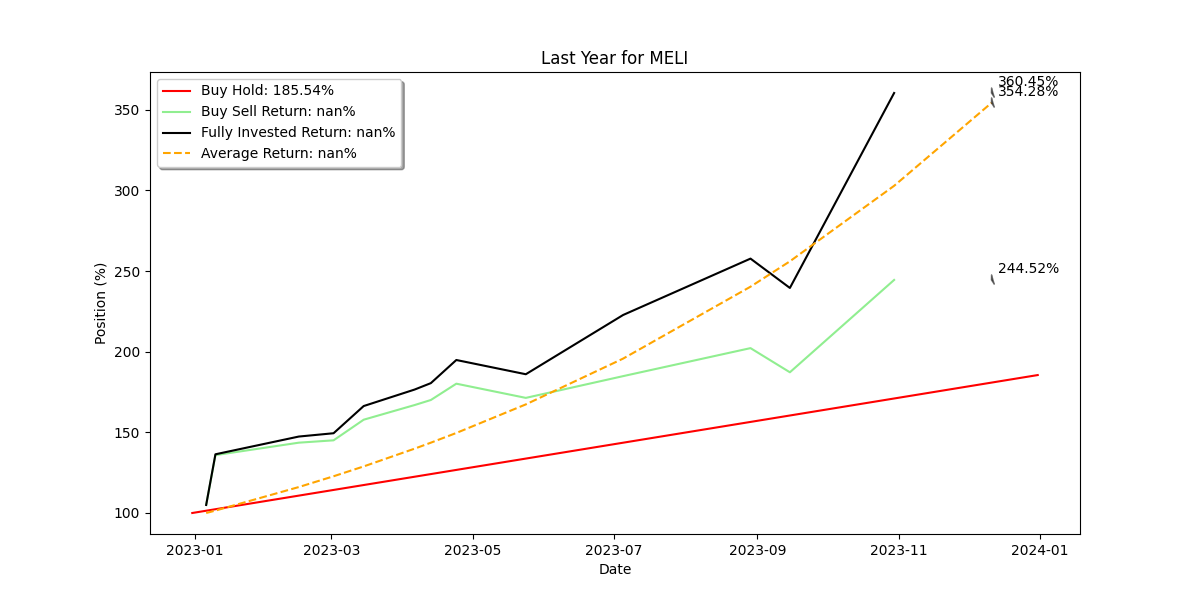 Last Year for MELI
Buy Hold: 185.54%
Buy Sell Return: nan%
Fully Invested Return: nan%
Average Return: nan%
360.45%
354.28%
244.52%
Position (%)
350
300
250
200
150
100
2023-01
2023-03
2023-05
2023-07
2023-09
2023-11
2024-01
Date